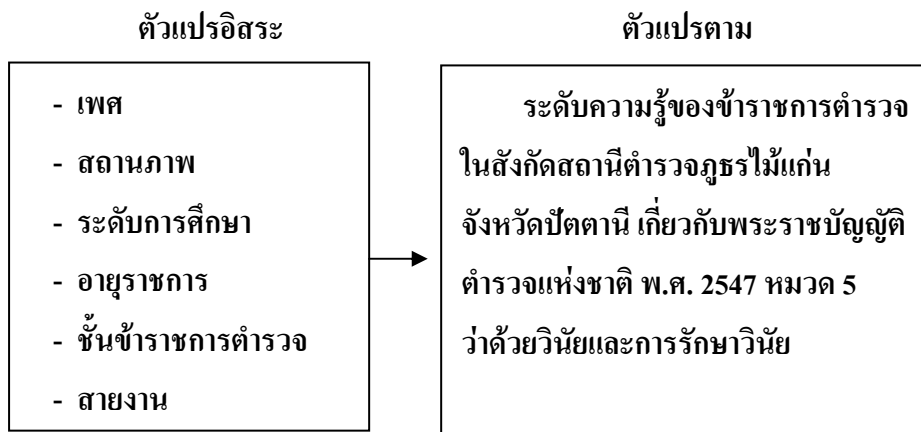 ตัวแปรอิสระ
- เพศ
- สถานภาพ
- ระดับการศึกษา
- อายุราชการ
- ชั้นข้าราชการตำรวจ
- สายงาน
ตัวแปรตาม
ระดับความรู้ของข้าราชการตำรวจ
ในสังกัดสถานีตำรวจภูธรไม้แก่น
จังหวัดปัตตานี เกี่ยวกับพระราชบัญญัติ
ตำรวจแห่งชาติ พ.ศ. 2547 หมวด 5
ว่าด้วยวินัยและการรักษาวินัย